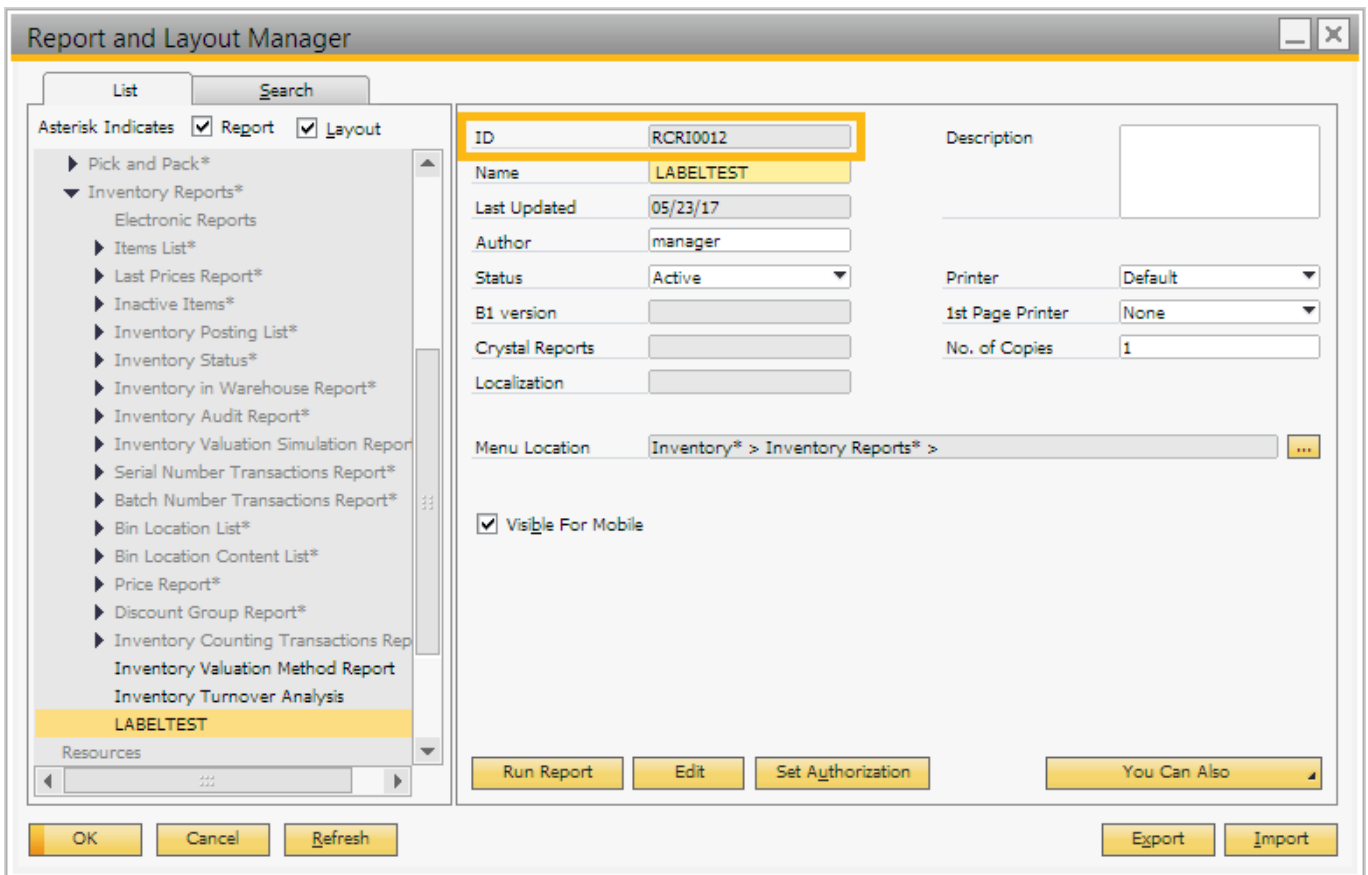 Report and Layout Manager
List
Search
Asterisk Indicates Report Layout
Pick and Pack*
Inventory Reports*
Electronic Reports
Items List*
Last Prices Report*
Inactive Items*
Inventory Posting List*
Inventory Status*
Inventory in Warehouse Report*
Inventory Audit Report*
Inventory Valuation Simulation Report
Serial Number Transactions Report*
Batch Number Transactions Report*
Bin Location List*
Bin Location Content List*
Price Report*
Discount Group Report*
Inventory Counting Transactions Rep
Inventory Valuation Method Report
Inventory Turnover Analysis
LABELTEST
Resources
ID RCRI0012
Name LABELTEST
Last Updated 05/23/17
Author manager
Status Active
B1 version
Crystal Reports
Localization
Description
Printer Default
1st Page Printer None
No. of Copies 1
Menu Location Inventory* > Inventory Reports* > ...
Visible For Mobile
Run Report Edit Set Authorization You Can Also
OK Cancel Refresh Export Import